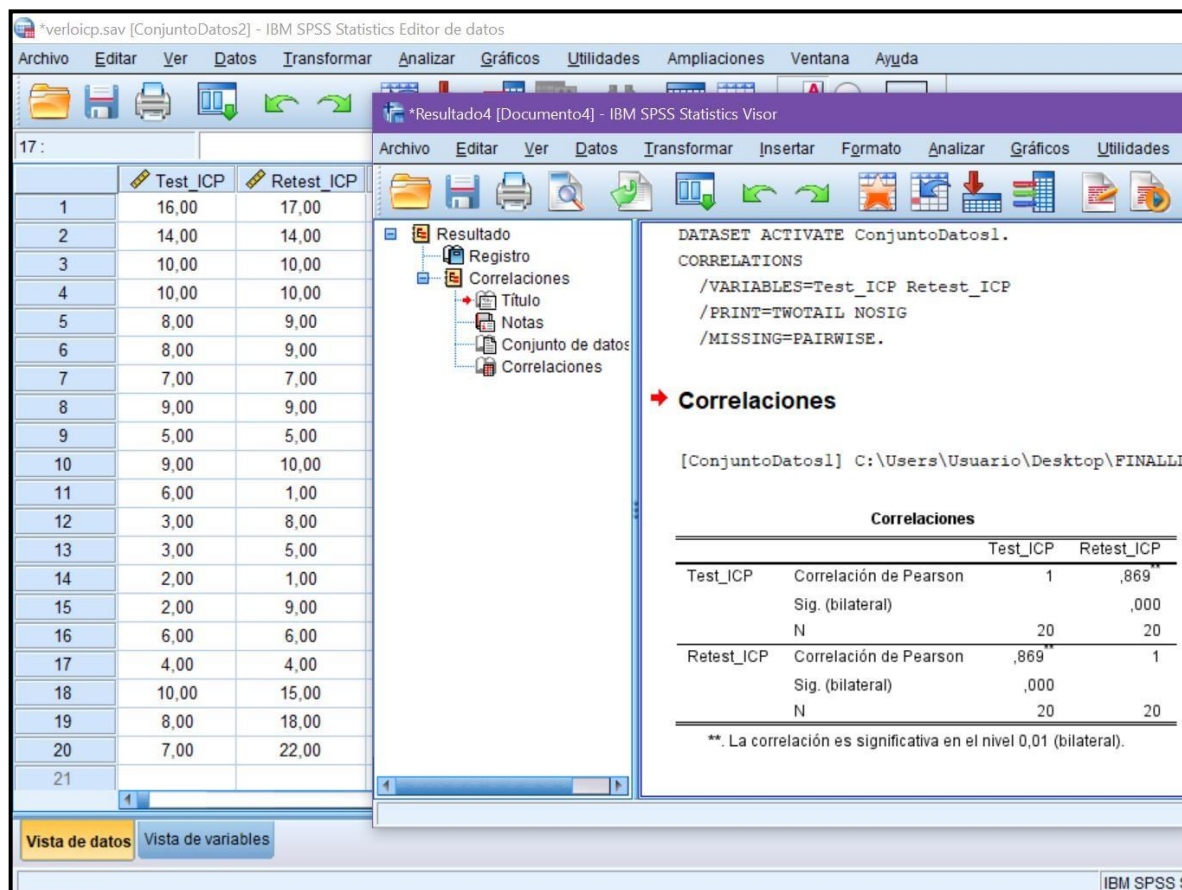 *verloicp.sav [ConjuntoDatos2] - IBM SPSS Statistics Editor de datos
Archivo Editar Ver Datos Transformar Analizar Gráficos Utilidades Ampliaciones Ventana Ayuda
17 :
Test_ICP Retest_ICP
1 16,00 17,00
2 14,00 14,00
3 10,00 10,00
4 10,00 10,00
5 8,00 9,00
6 8,00 9,00
7 7,00 7,00
8 9,00 9,00
9 5,00 5,00
10 9,00 10,00
11 6,00 1,00
12 3,00 8,00
13 3,00 5,00
14 2,00 1,00
15 2,00 9,00
16 6,00 6,00
17 4,00 4,00
18 10,00 15,00
19 8,00 18,00
20 7,00 22,00
21
Vista de datos Vista de variables
IBM SPSS S
*Resultado4 [Documento4] - IBM SPSS Statistics Visor
Archivo Editar Ver Datos Transformar Insertar Formato Analizar Gráficos Utilidades
Resultado
Registro
Correlaciones
Título
Notas
Conjunto de datos
Correlaciones
DATASET ACTIVATE ConjuntoDatos1.
CORRELATIONS
/VARIABLES=Test_ICP Retest_ICP
/PRINT=TWOTAIL NOSIG
/MISSING=PAIRWISE.
Correlaciones
[ConjuntoDatos1] C:\Users\Usuario\Desktop\FINALLI
Correlaciones
Test_ICP Retest_ICP
Test_ICP Correlación de Pearson 1 ,869**
Sig. (bilateral) ,000
N 20 20
Retest_ICP Correlación de Pearson ,869** 1
Sig. (bilateral) ,000
N 20 20
**. La correlación es significativa en el nivel 0,01 (bilateral).